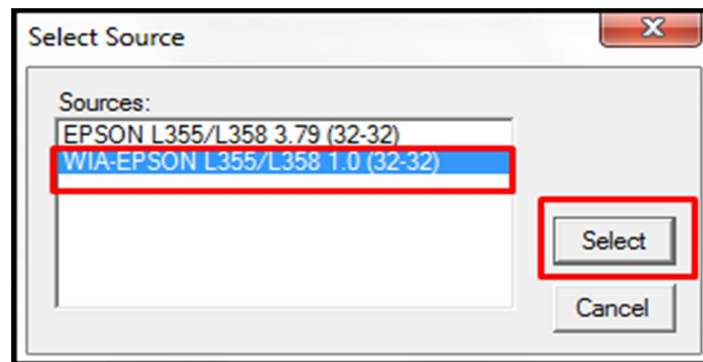 Select Source
Sources:
EPSON L355/L358 3.79 (32-32)
WIA-EPSON L355/L358 1.0 (32-32)
Select
Cancel